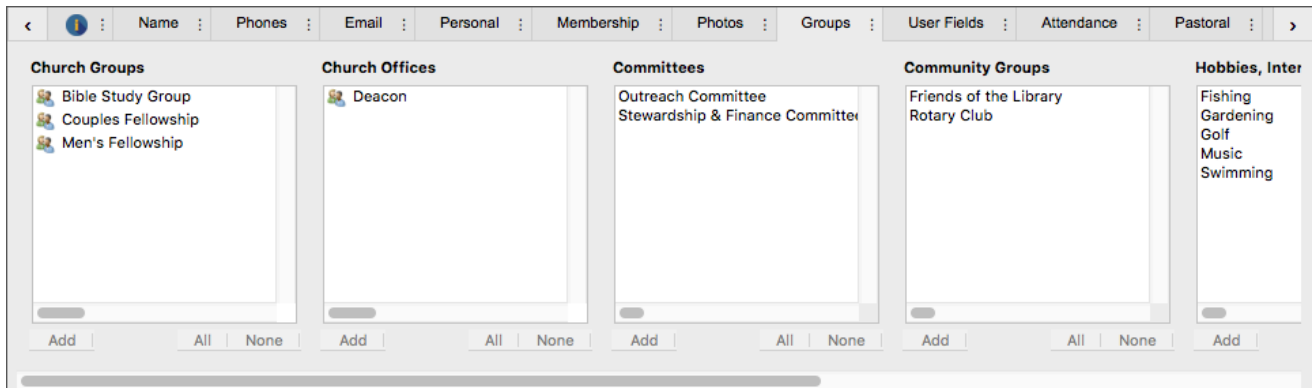 Name Phones Email Personal Membership Photos Groups User Fields Attendance Pastoral
Church Groups
Bible Study Group
Couples Fellowship
Men's Fellowship
Add All None
Church Offices
Deacon
Add All None
Committees
Outreach Committee
Stewardship & Finance Committe
Add All None
Community Groups
Friends of the Library
Rotary Club
Add All None
Hobbies, Inter
Fishing
Gardening
Golf
Music
Swimming
Add